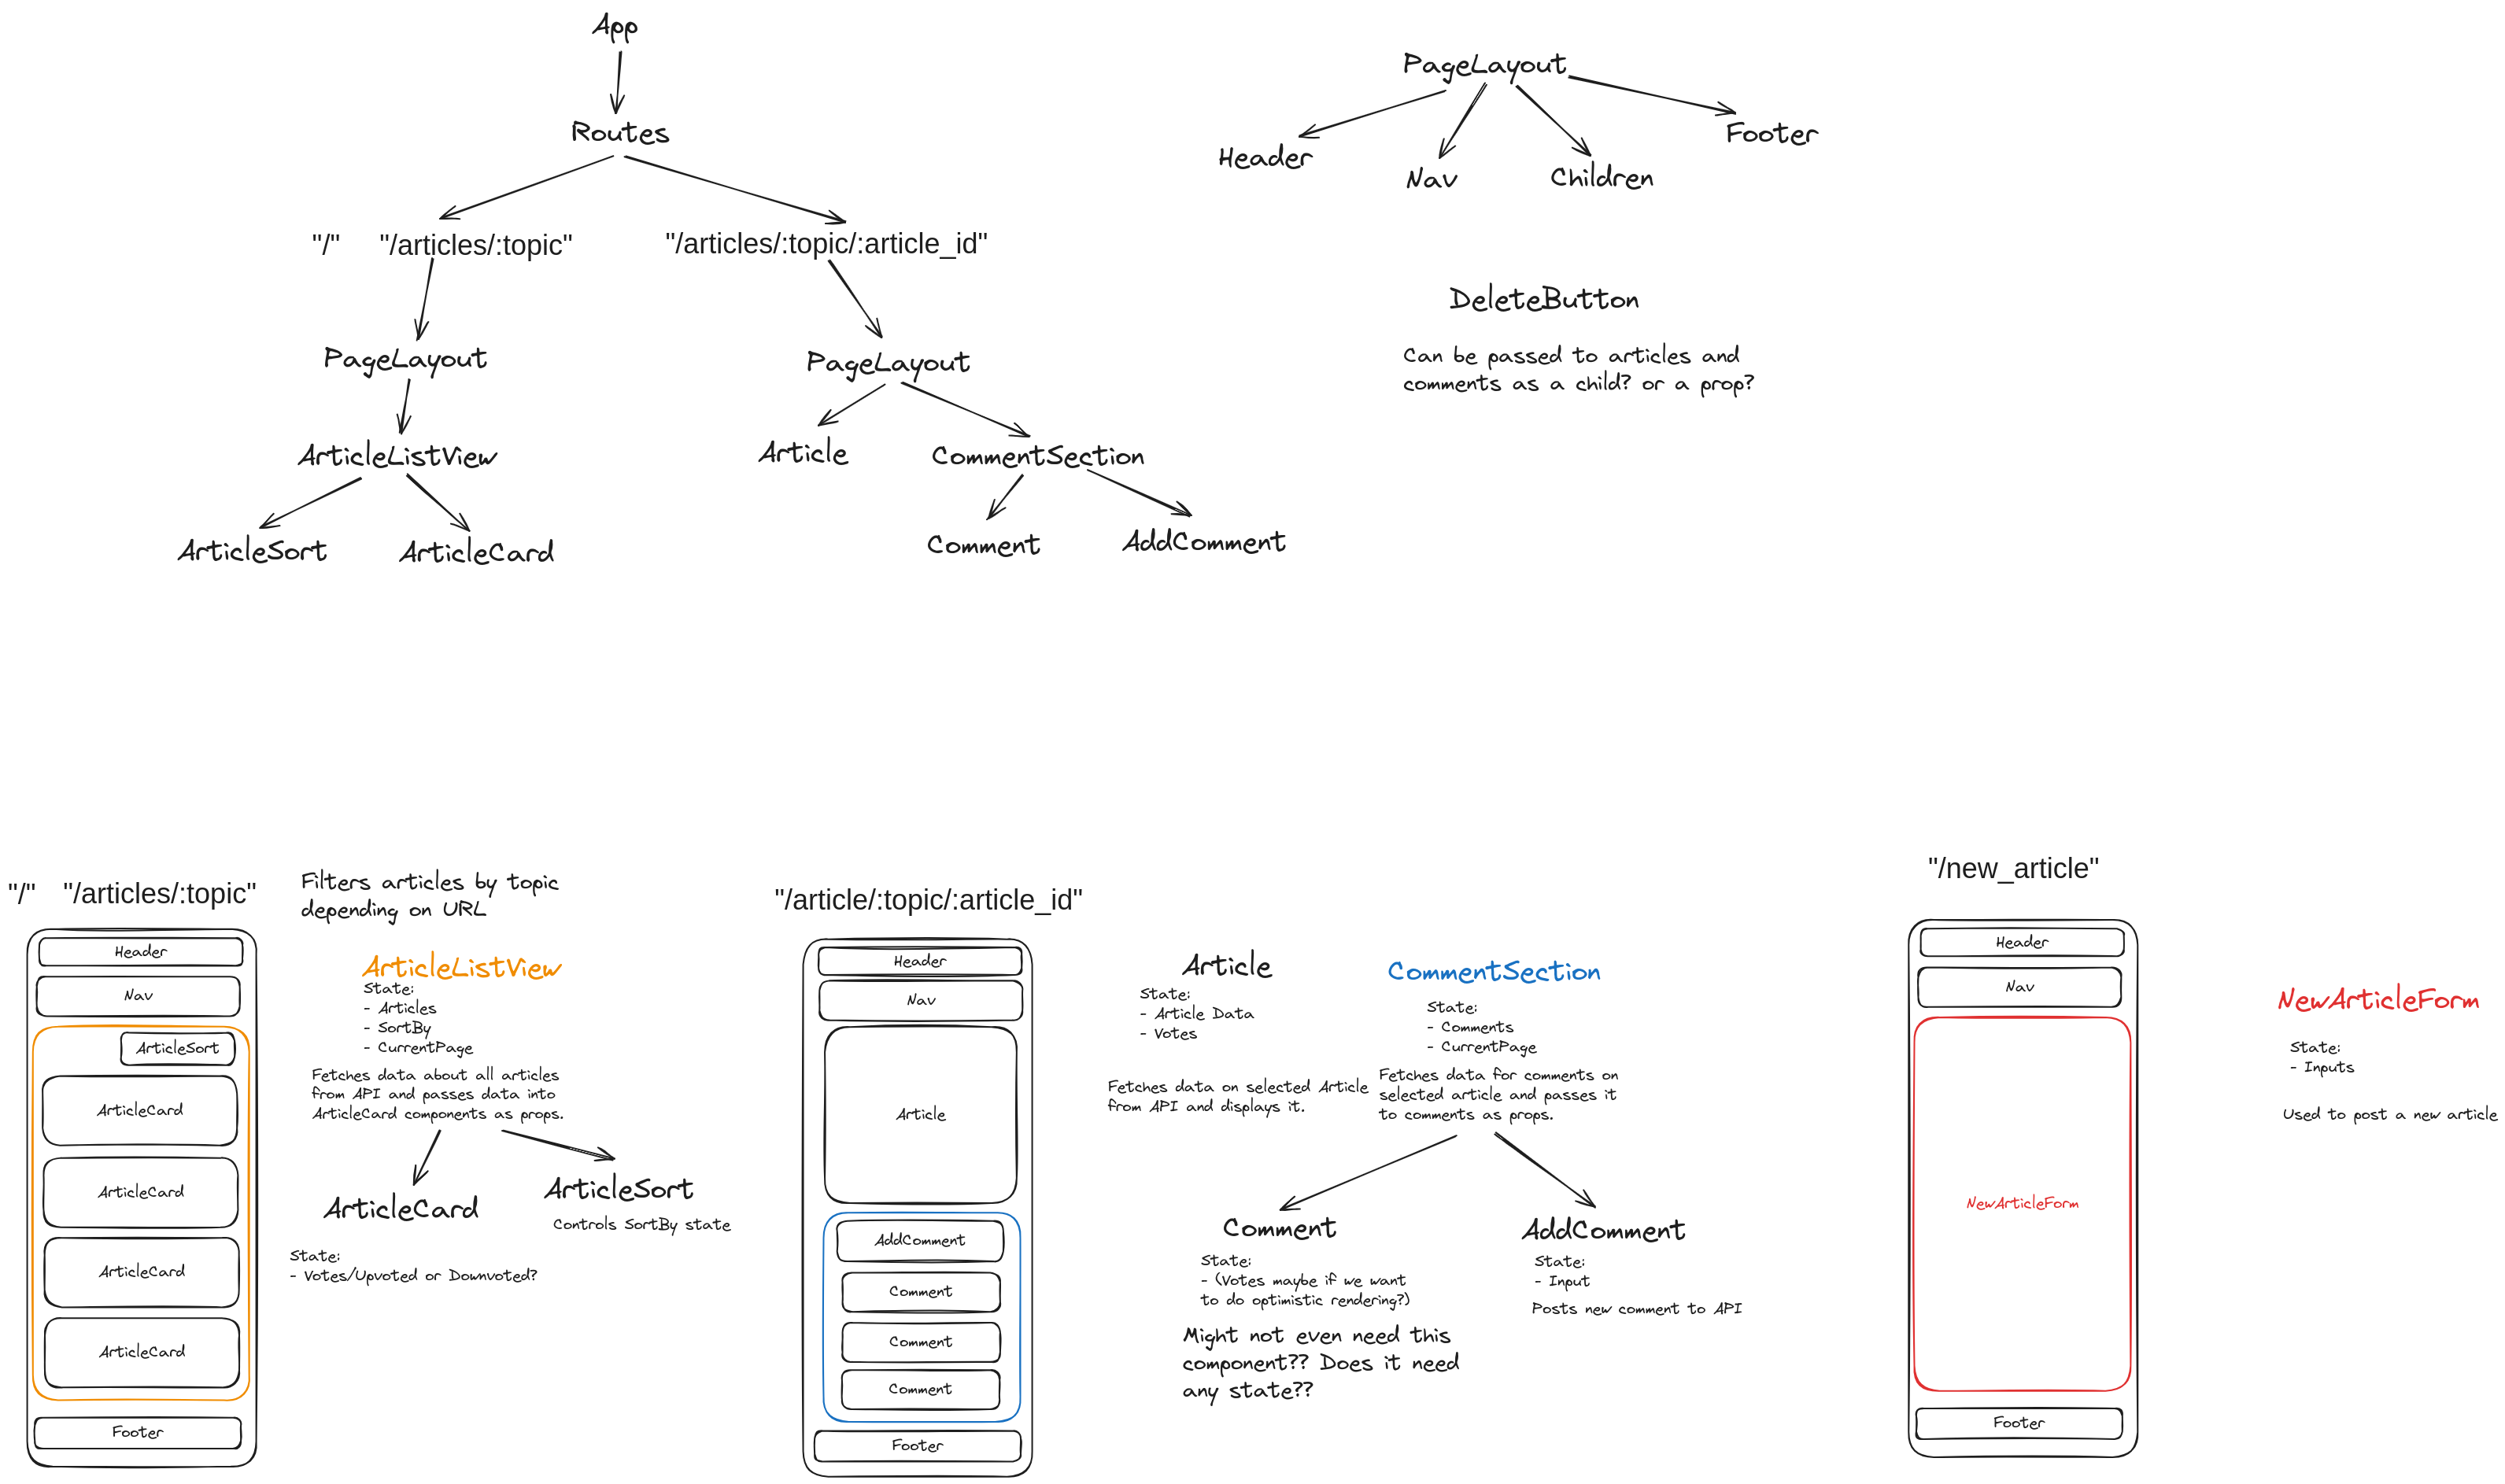 App
Routes
"/"
"/articles/:topic"
"/articles/:topic/:article_id"
PageLayout
PageLayout
ArticleListView
Article
CommentSection
ArticleSort
ArticleCard
Comment
AddComment
PageLayout
Header
Nav
Children
Footer
DeleteButton
Can be passed to articles and
comments as a child? or a prop?
"/"
"/articles/:topic"
Header
Nav
ArticleSort
ArticleCard
ArticleCard
ArticleCard
ArticleCard
Footer
Filters articles by topic
depending on URL
ArticleListView
State:
- Articles
- SortBy
- CurrentPage
Fetches data about all articles
from API and passes data into
ArticleCard components as props.
ArticleCard
State:
- Votes/Upvoted or Downvoted?
ArticleSort
Controls SortBy state
"/article/:topic/:article_id"
Header
Nav
Article
AddComment
Comment
Comment
Comment
Footer
Article
State:
- Article Data
- Votes
Fetches data on selected Article
from API and displays it.
CommentSection
State:
- Comments
- CurrentPage
Fetches data for comments on
selected article and passes it
to comments as props.
Comment
State:
- (Votes maybe if we want
to do optimistic rendering?)
Might not even need this
component?? Does it need
any state??
AddComment
State:
- Input
Posts new comment to API
"/new_article"
Header
Nav
NewArticleForm
Footer
NewArticleForm
State:
- Inputs
Used to post a new article